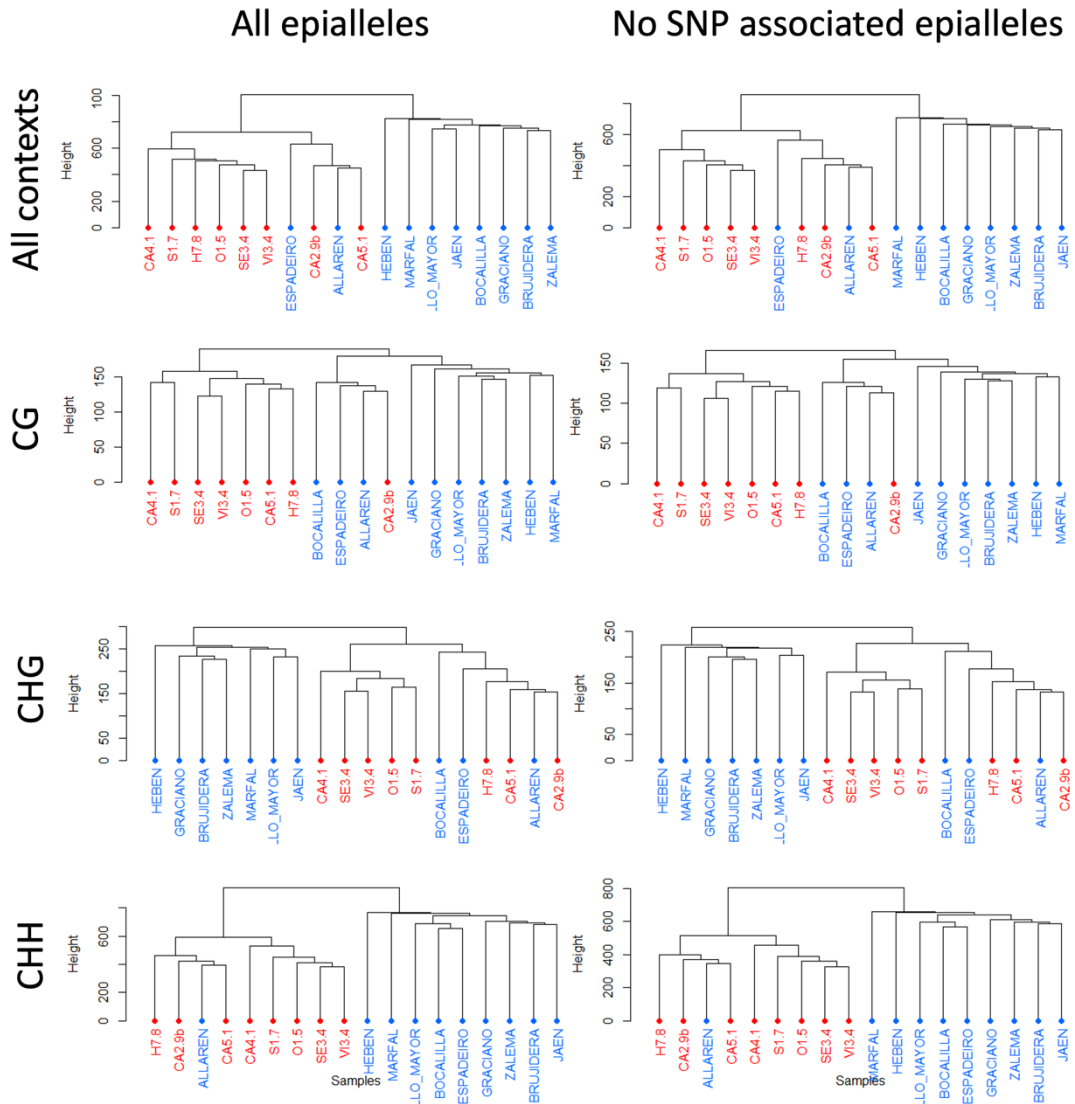 All epialleles
No SNP associated epialleles
All contexts
Height
0
200
600
100
CA4.1
S1.7
H7.8
O1.5
SE3.4
VI3.4
ESPADEIRO
CA2.9b
ALLAREN
CA5.1
HEBEN
MARFAL
LLO_MAYOR
JAEN
BOCALILLA
GRACIANO
BRUJIDERA
ZALEMA
Height
0
200
600
CA4.1
S1.7
O1.5
SE3.4
VI3.4
ESPADEIRO
H7.8
CA2.9b
ALLAREN
CA5.1
MARFAL
HEBEN
BOCALILLA
GRACIANO
LLO_MAYOR
ZALEMA
BRUJIDERA
JAEN
CG
Height
0
50
100
150
CA4.1
S1.7
SE3.4
VI3.4
O1.5
CA5.1
H7.8
BOCALILLA
ESPADEIRO
ALLAREN
CA2.9b
JAEN
GRACIANO
LLO_MAYOR
BRUJIDERA
ZALEMA
HEBEN
MARFAL
Height
0
50
100
150
CA4.1
S1.7
SE3.4
VI3.4
O1.5
CA5.1
H7.8
BOCALILLA
ESPADEIRO
ALLAREN
CA2.9b
JAEN
GRACIANO
LLO_MAYOR
BRUJIDERA
ZALEMA
HEBEN
MARFAL
CHG
Height
0
50
150
250
HEBEN
GRACIANO
BRUJIDERA
ZALEMA
MARFAL
LLO_MAYOR
JAEN
CA4.1
SE3.4
VI3.4
O1.5
S1.7
BOCALILLA
ESPADEIRO
H7.8
CA5.1
ALLAREN
CA2.9b
Height
0
50
150
250
HEBEN
MARFAL
GRACIANO
BRUJIDERA
ZALEMA
LLO_MAYOR
JAEN
CA4.1
SE3.4
VI3.4
O1.5
S1.7
BOCALILLA
ESPADEIRO
H7.8
CA5.1
ALLAREN
CA2.9b
CHH
Height
0
200
600
H7.8
CA2.9b
ALLAREN
CA5.1
CA4.1
S1.7
O1.5
SE3.4
VI3.4
HEBEN
MARFAL
LLO_MAYOR
BOCALILLA
ESPADEIRO
GRACIANO
ZALEMA
BRUJIDERA
JAEN
Samples
Height
0
200
400
600
800
H7.8
CA2.9b
ALLAREN
CA5.1
CA4.1
S1.7
O1.5
SE3.4
VI3.4
MARFAL
HEBEN
LLO_MAYOR
BOCALILLA
ESPADEIRO
GRACIANO
ZALEMA
BRUJIDERA
JAEN
Samples